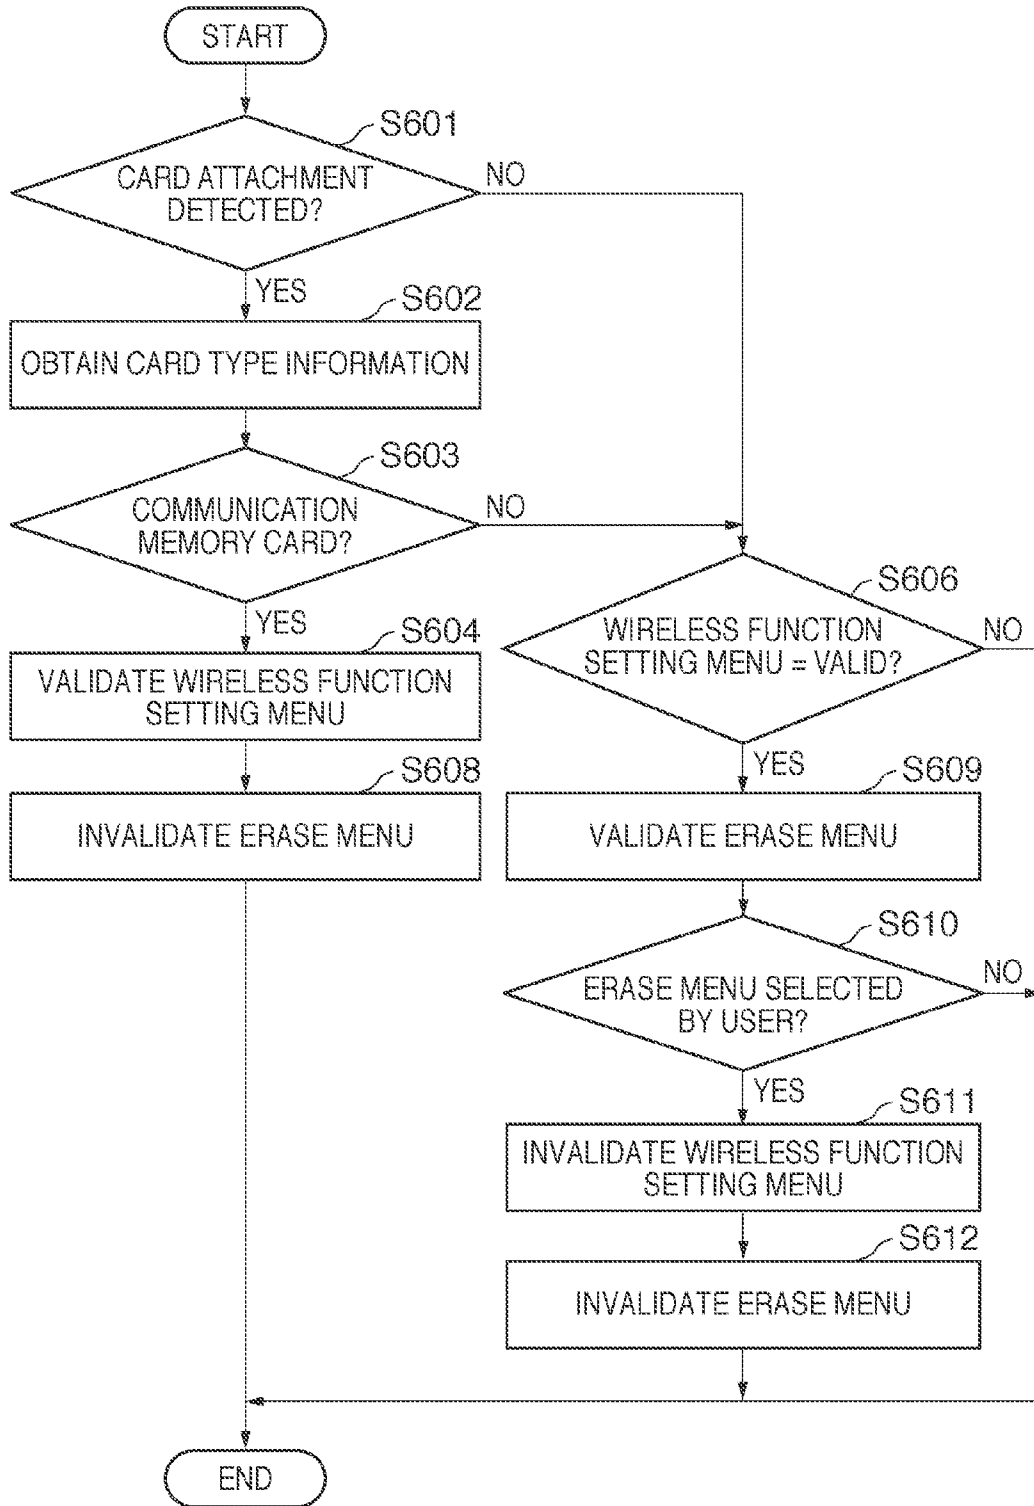 START
S601
CARD ATTACHMENT
DETECTED?
NO
YES
S602
OBTAIN CARD TYPE INFORMATION
S603
COMMUNICATION
MEMORY CARD?
NO
YES
S604
VALIDATE WIRELESS FUNCTION
SETTING MENU
S608
INVALIDATE ERASE MENU
S606
WIRELESS FUNCTION
SETTING MENU = VALID?
NO
YES
S609
VALIDATE ERASE MENU
S610
ERASE MENU SELECTED
BY USER?
NO
YES
S611
INVALIDATE WIRELESS FUNCTION
SETTING MENU
S612
INVALIDATE ERASE MENU
END